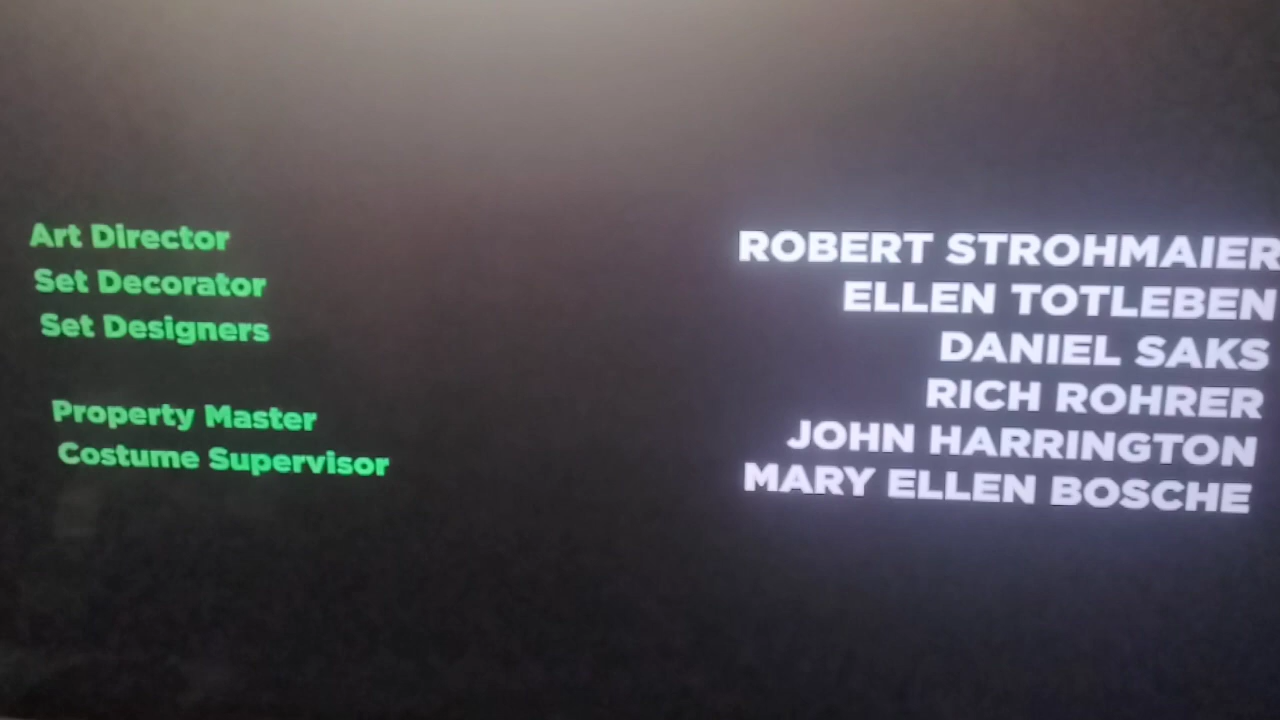 Art Director ROBERT STROHMAIER
Set Decorator ELLEN TOTLEBEN
Set Designers DANIEL SAKS
RICH ROHRER
Property Master JOHN HARRINGTON
Costume Supervisor MARY ELLEN BOSCHE